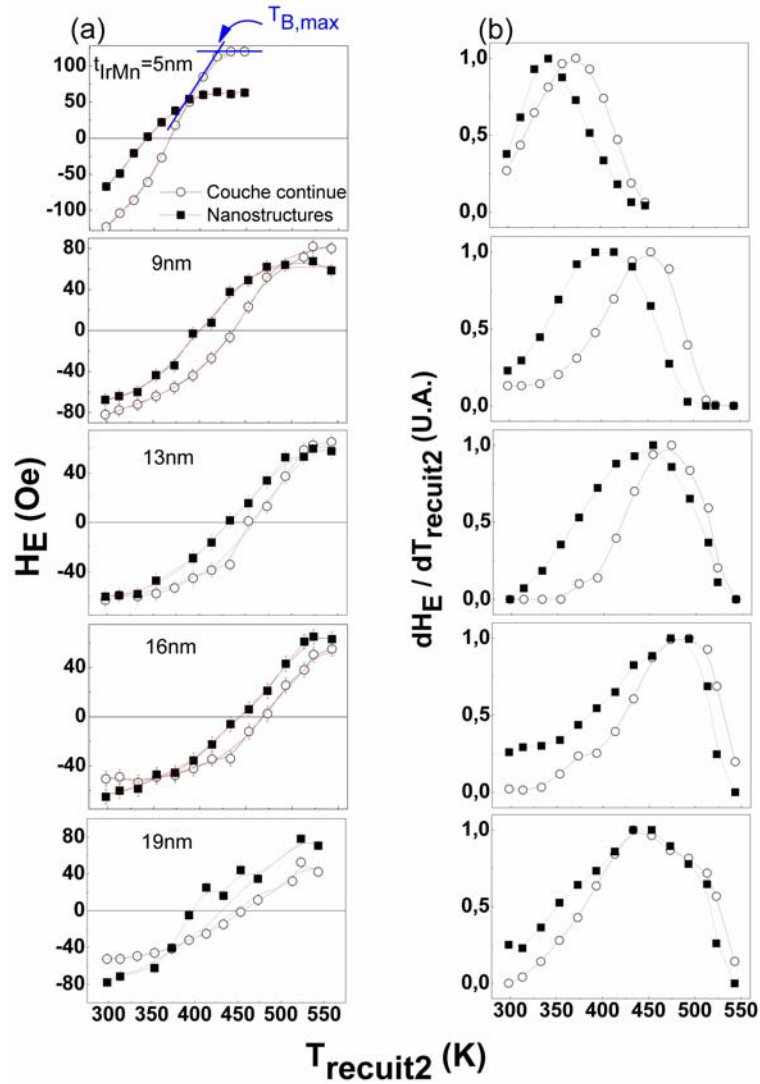 (a)
T_B,max
t_IrMn=5nm
100
50
0
-50
-100
Couche continue
Nanostructures
9nm
80
40
0
-40
-80
13nm
40
0
-40
16nm
40
0
-40
19nm
80
40
0
-40
-80
300 350 400 450 500 550
H_E (Oe)
(b)
1,0
0,5
0,0
1,0
0,5
0,0
1,0
0,5
0,0
1,0
0,5
0,0
1,0
0,5
0,0
300 350 400 450 500 550
dH_E / dT_recuit2 (U.A.)
T_recuit2 (K)